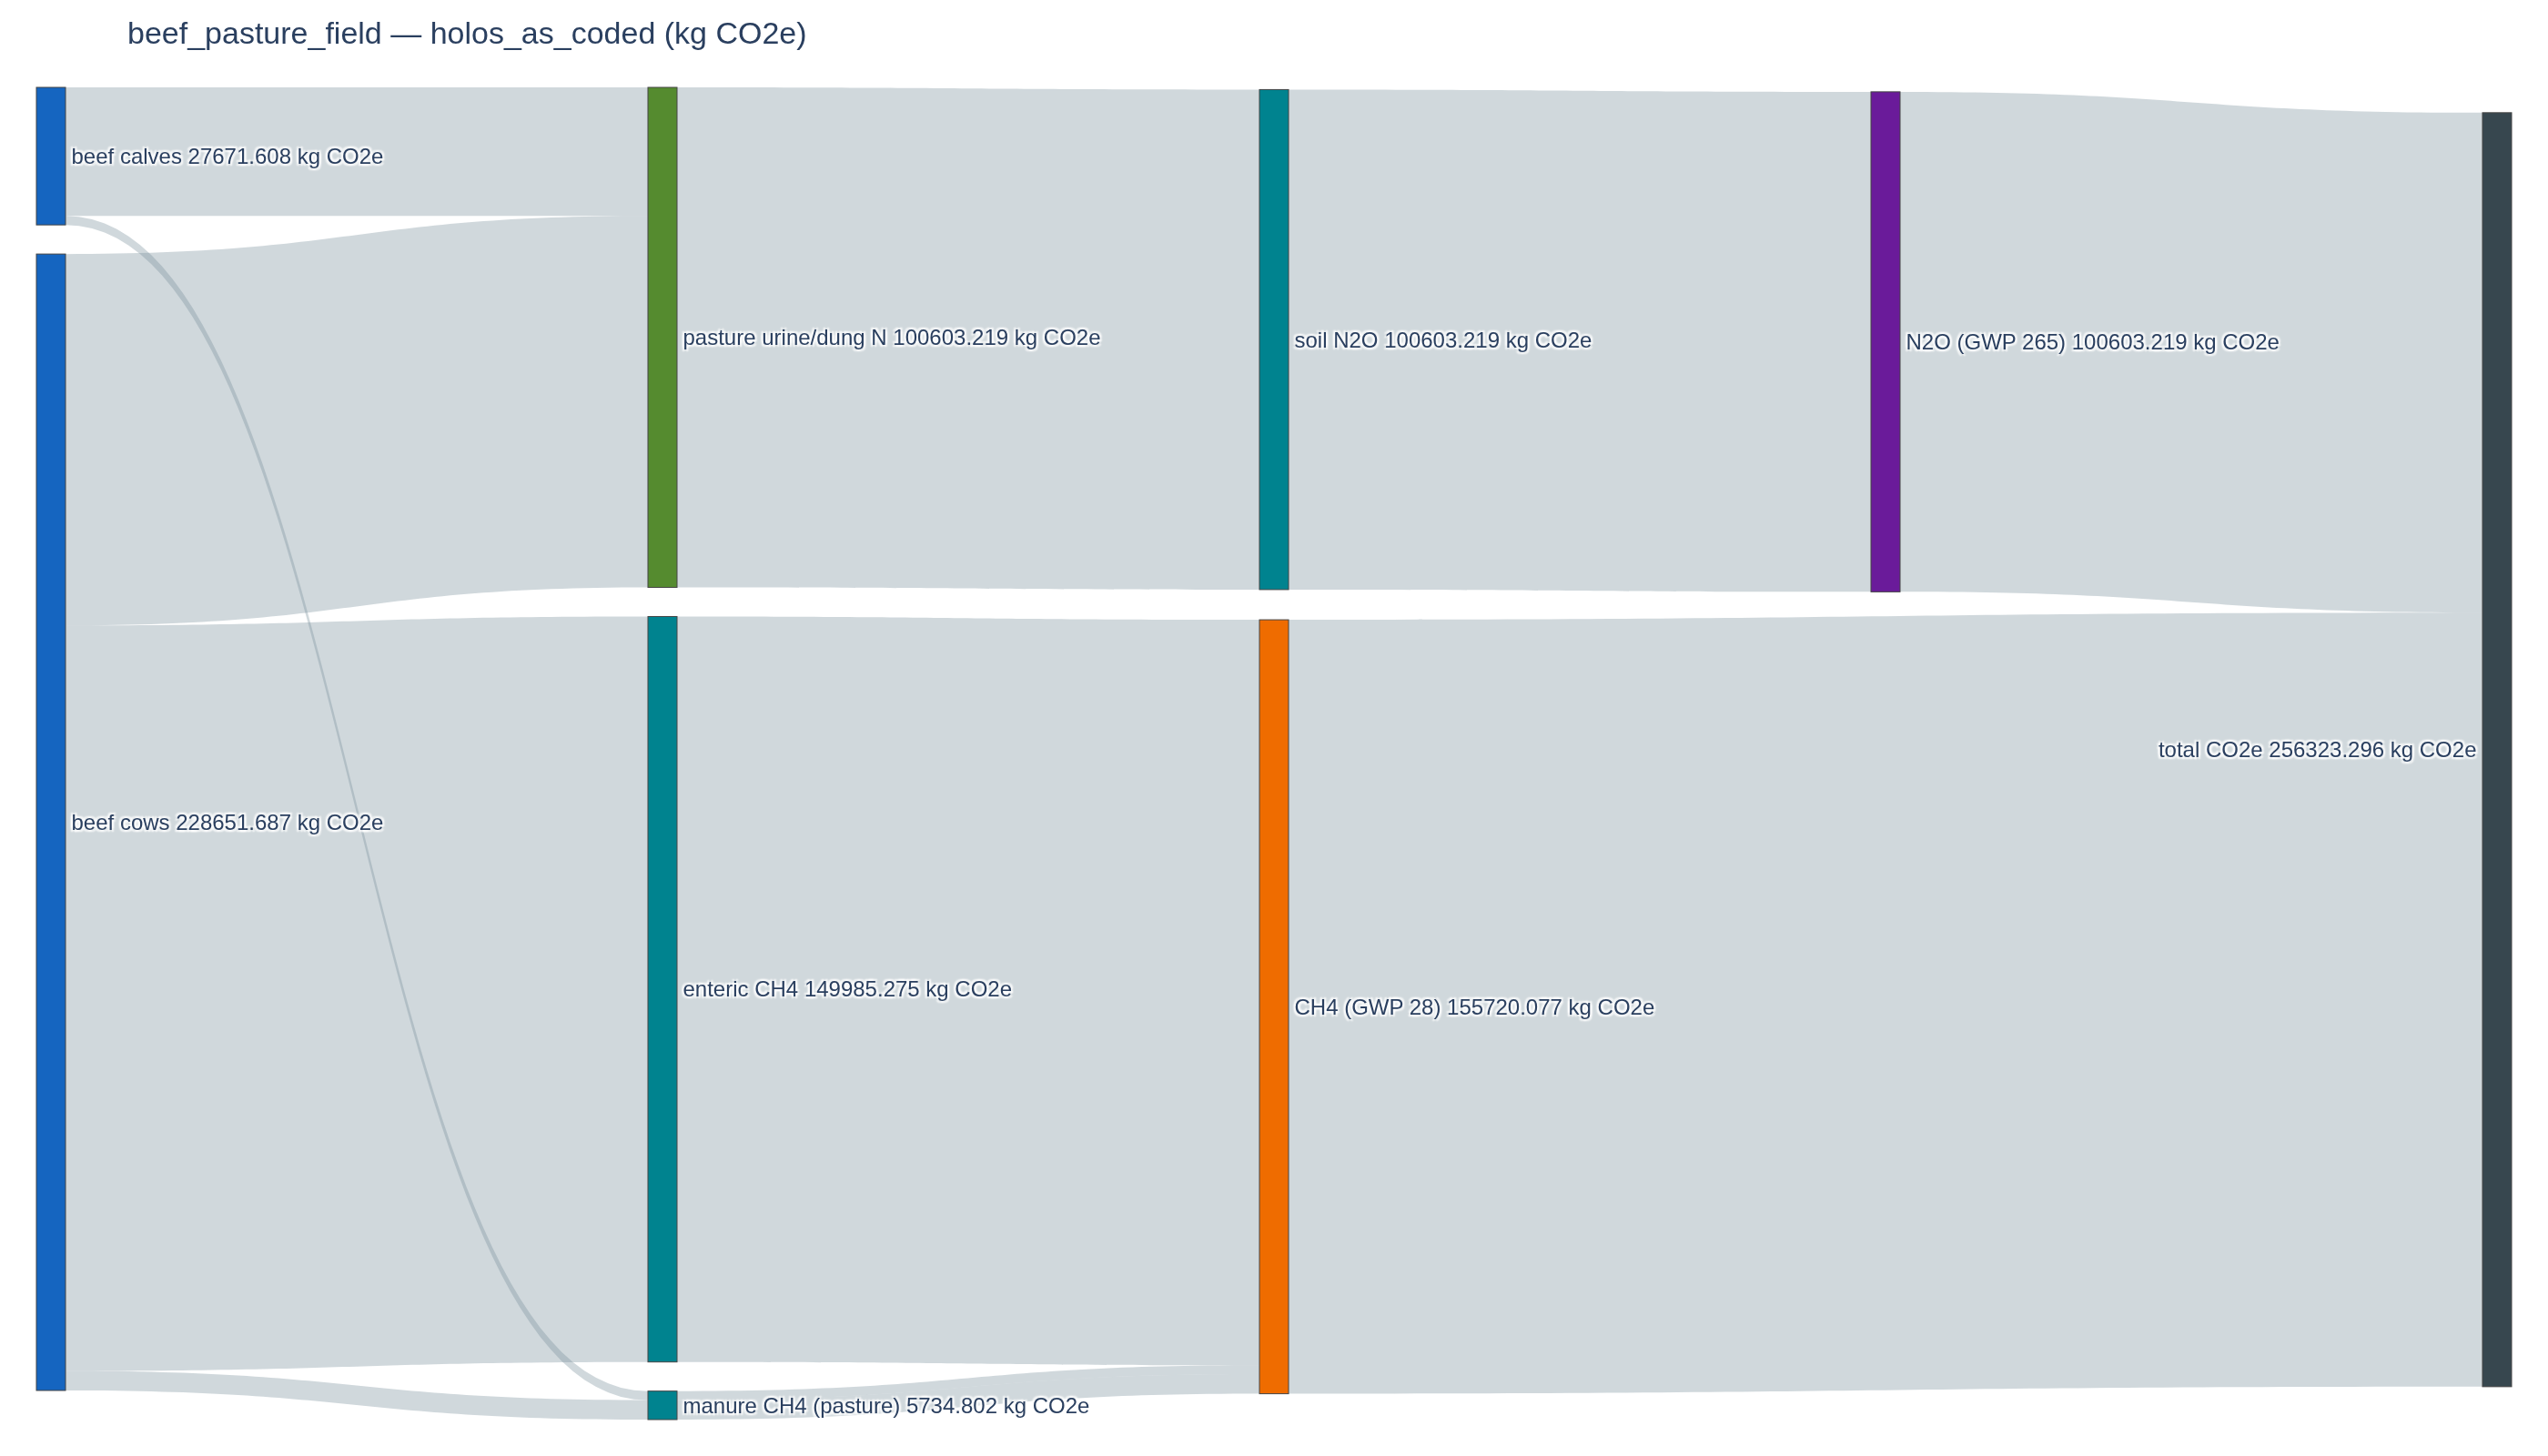 beef_pasture_field — holos_as_coded (kg CO2e)
beef calves 27671.608 kg CO2e
pasture urine/dung N 100603.219 kg CO2e
soil N2O 100603.219 kg CO2e
N2O (GWP 265) 100603.219 kg CO2e
total CO2e 256323.296 kg CO2e
beef cows 228651.687 kg CO2e
enteric CH4 149985.275 kg CO2e
CH4 (GWP 28) 155720.077 kg CO2e
manure CH4 (pasture) 5734.802 kg CO2e